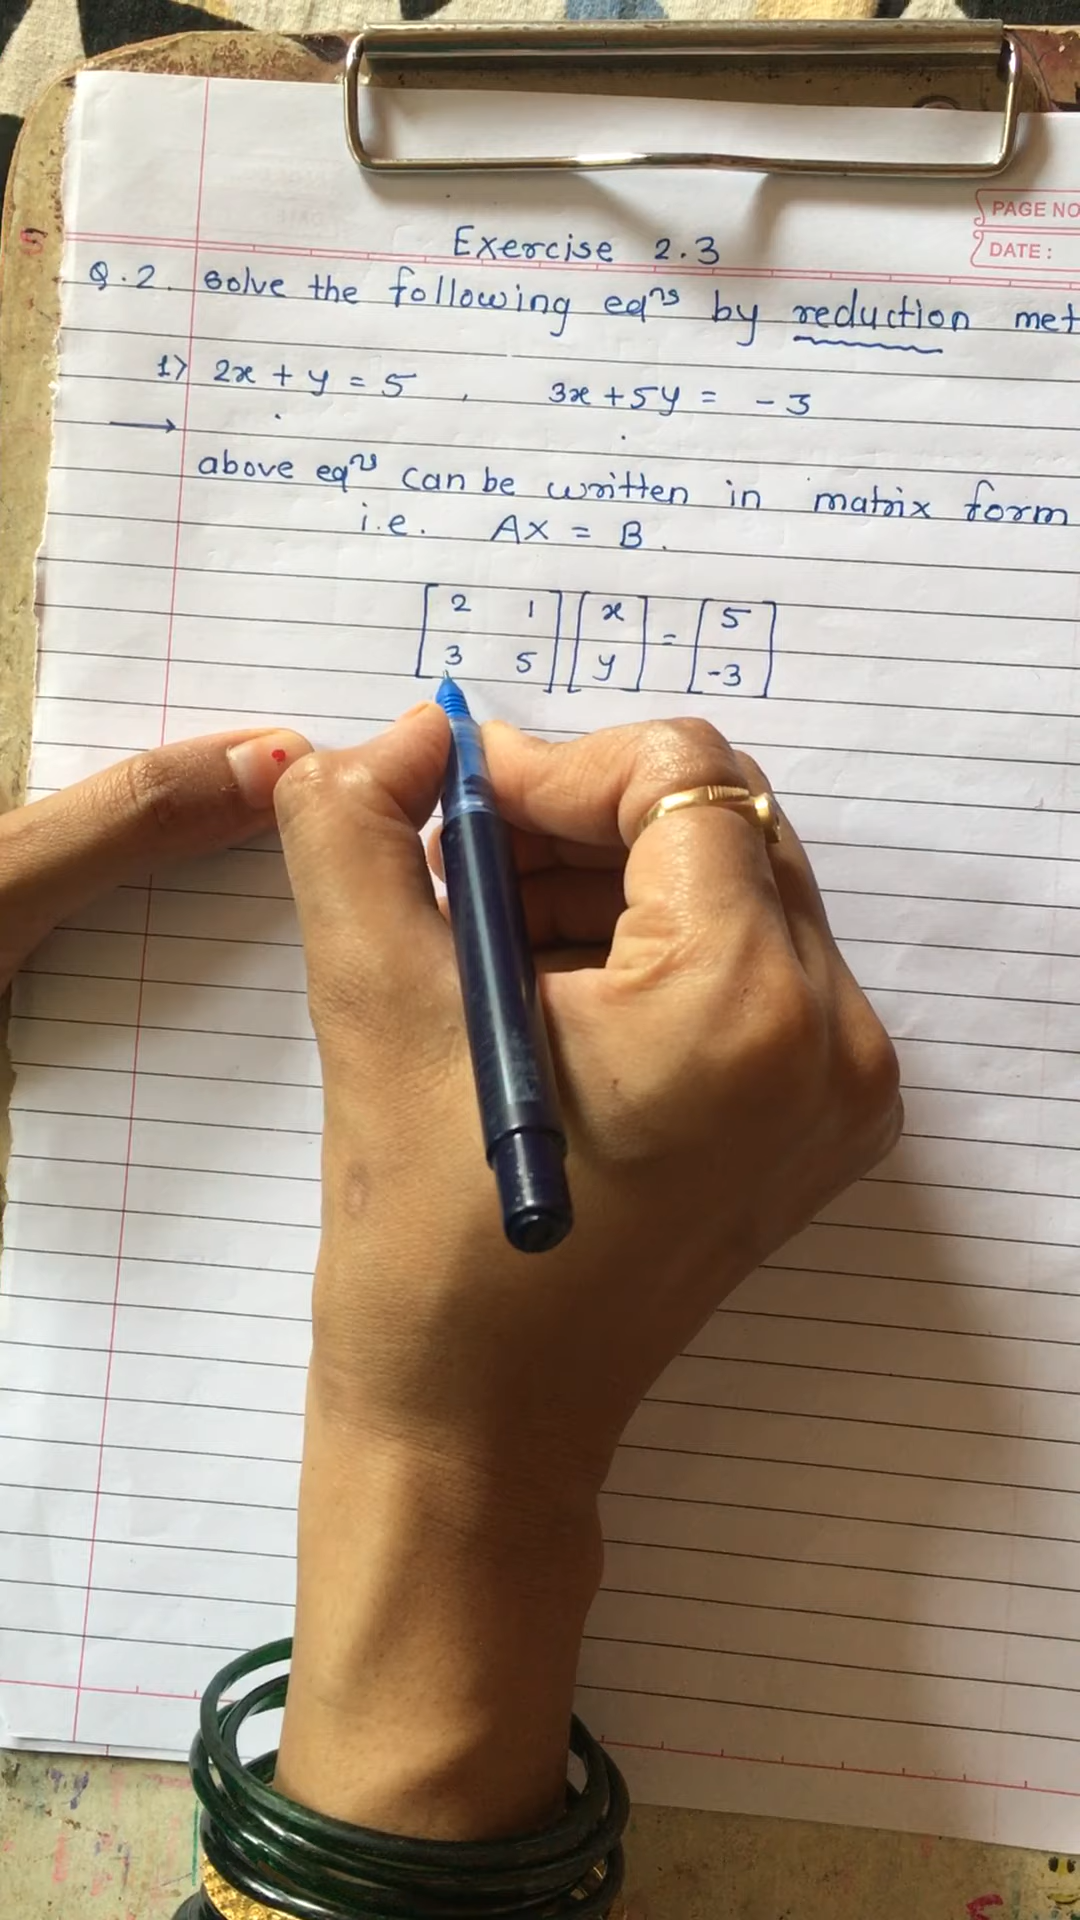 PAGE NO
DATE :
Exercise 2.3
Q.2. solve the following eqⁿˢ by reduction met
1) 2x + y = 5 , 3x + 5y = -3
→
above eqⁿˢ can be written in matrix form
i.e. AX = B.
[2 1] [x] = [5]
[3 5] [y] [-3]